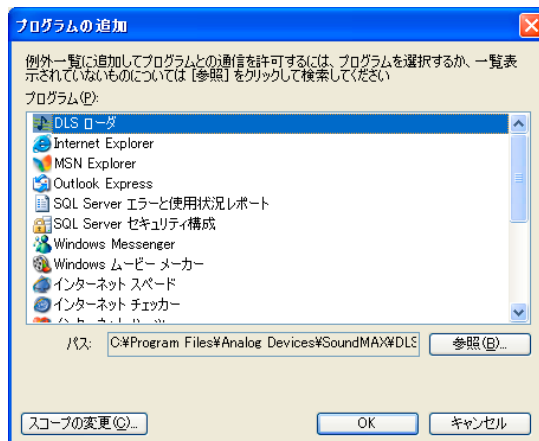 プログラムの追加
例外一覧に追加してプログラムとの通信を許可するには、プログラムを選択するか、一覧表
示されていないものについては [参照] をクリックして検索してください
プログラム(P):
DLS ローダ
Internet Explorer
MSN Explorer
Outlook Express
SQL Server エラーと使用状況レポート
SQL Server セキュリティ構成
Windows Messenger
Windows ムービー メーカー
インターネット スペード
インターネット チェッカー
パス: C:¥Program Files¥Analog Devices¥SoundMAX¥DLS 参照(B)...
スコープの変更(C)... OK キャンセル